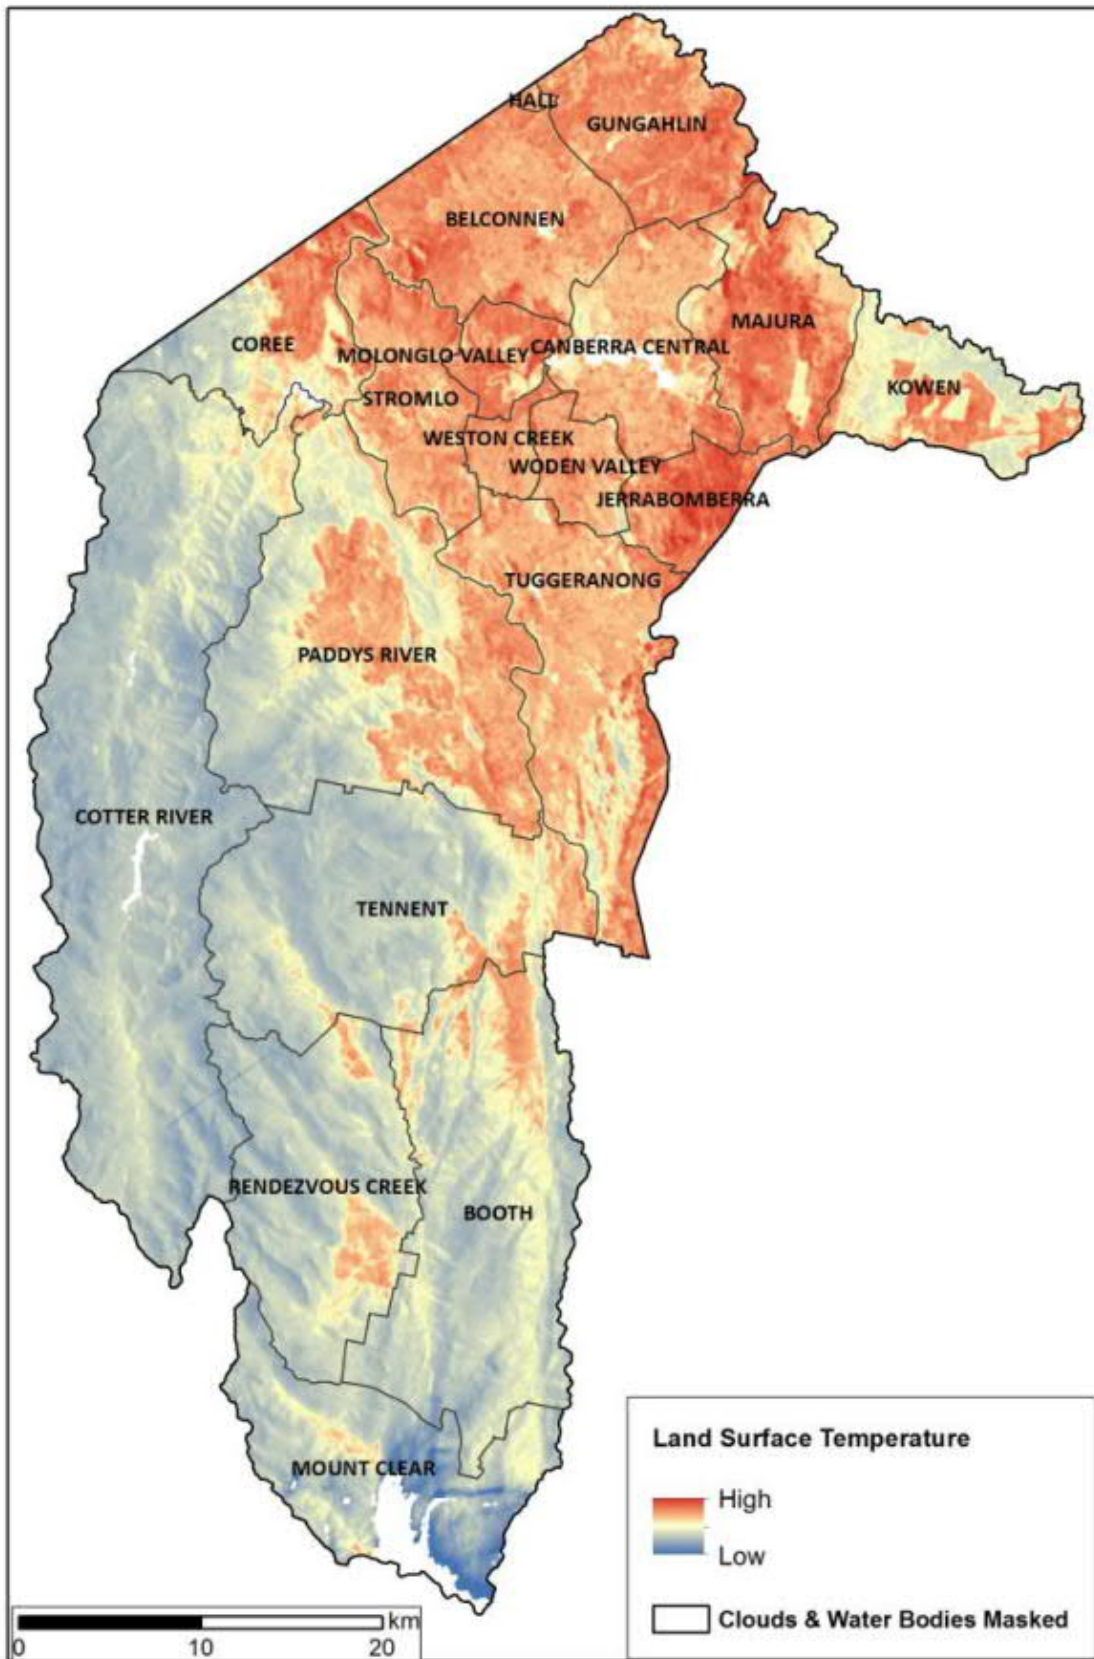 HALL
GUNGAHLIN
BELCONNEN
MAJURA
COREE
MOLONGLO VALLEY
CANBERRA CENTRAL
KOWEN
STROMLO
WESTON CREEK
WODEN VALLEY
JERRABOMBERRA
TUGGERANONG
PADDYS RIVER
COTTER RIVER
TENNENT
RENDEZVOUS CREEK
BOOTH
MOUNT CLEAR
Land Surface Temperature
High
Low
Clouds & Water Bodies Masked
km
0 10 20